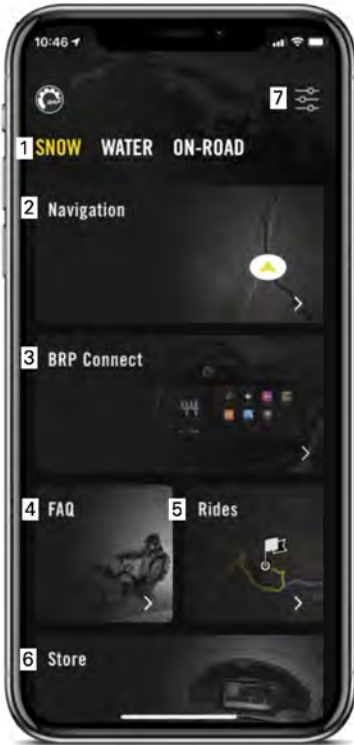 10:46
7
1 SNOW WATER ON-ROAD
2 Navigation
3 BRP Connect
44
4 FAQ
5 Rides
6 Store